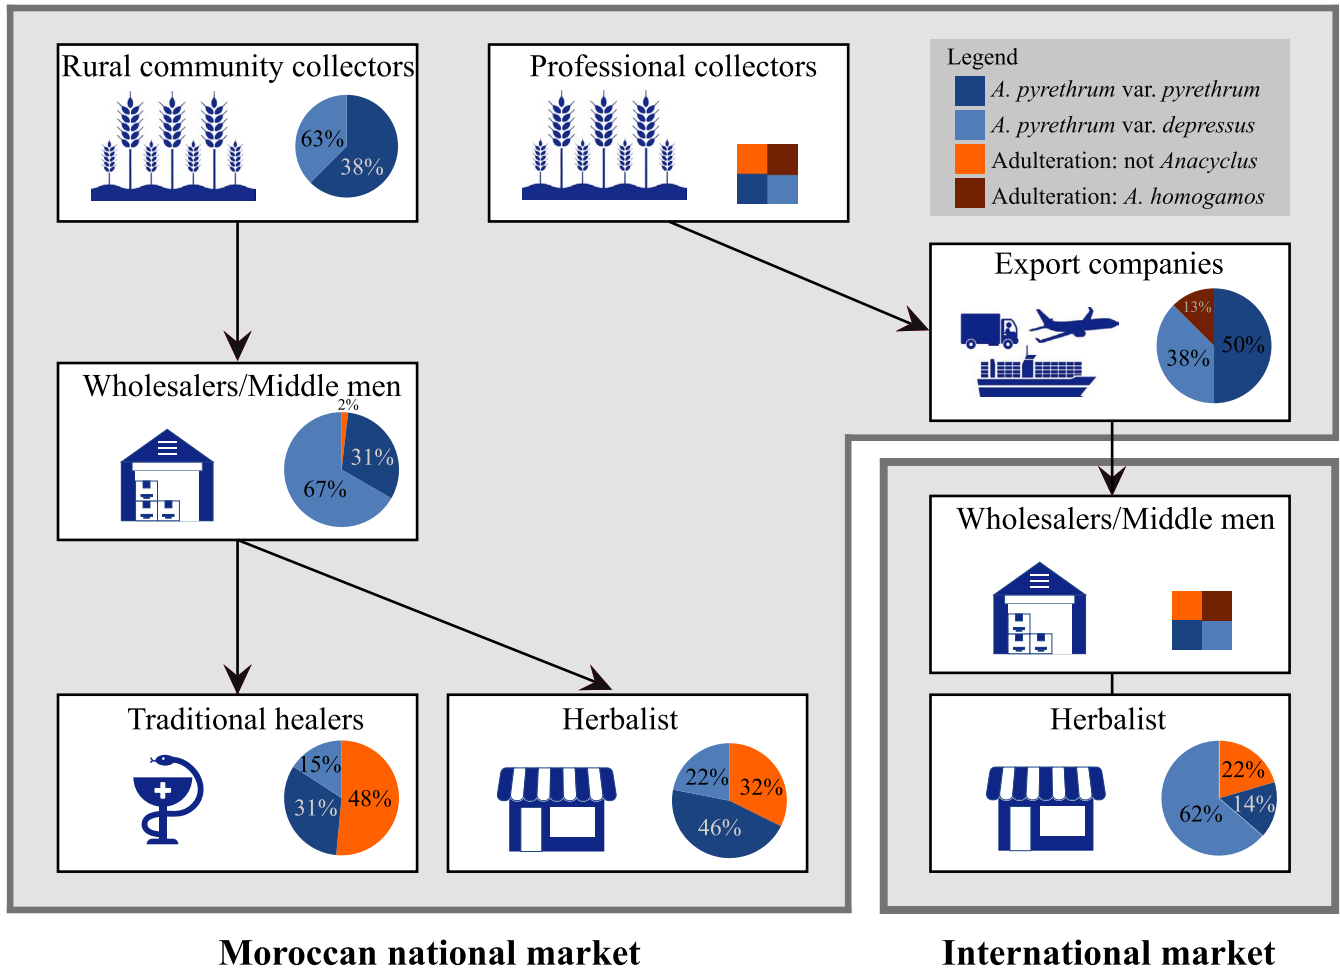 Rural community collectors
63%
38%
Professional collectors
Legend
A. pyrethrum var. pyrethrum
A. pyrethrum var. depressus
Adulteration: not Anacyclus
Adulteration: A. homogamos
Export companies
13%
38%
50%
Wholesalers/Middle men
2%
31%
67%
Wholesalers/Middle men
Traditional healers
15%
31%
48%
Herbalist
22%
32%
46%
Herbalist
22%
14%
62%
Moroccan national market
International market